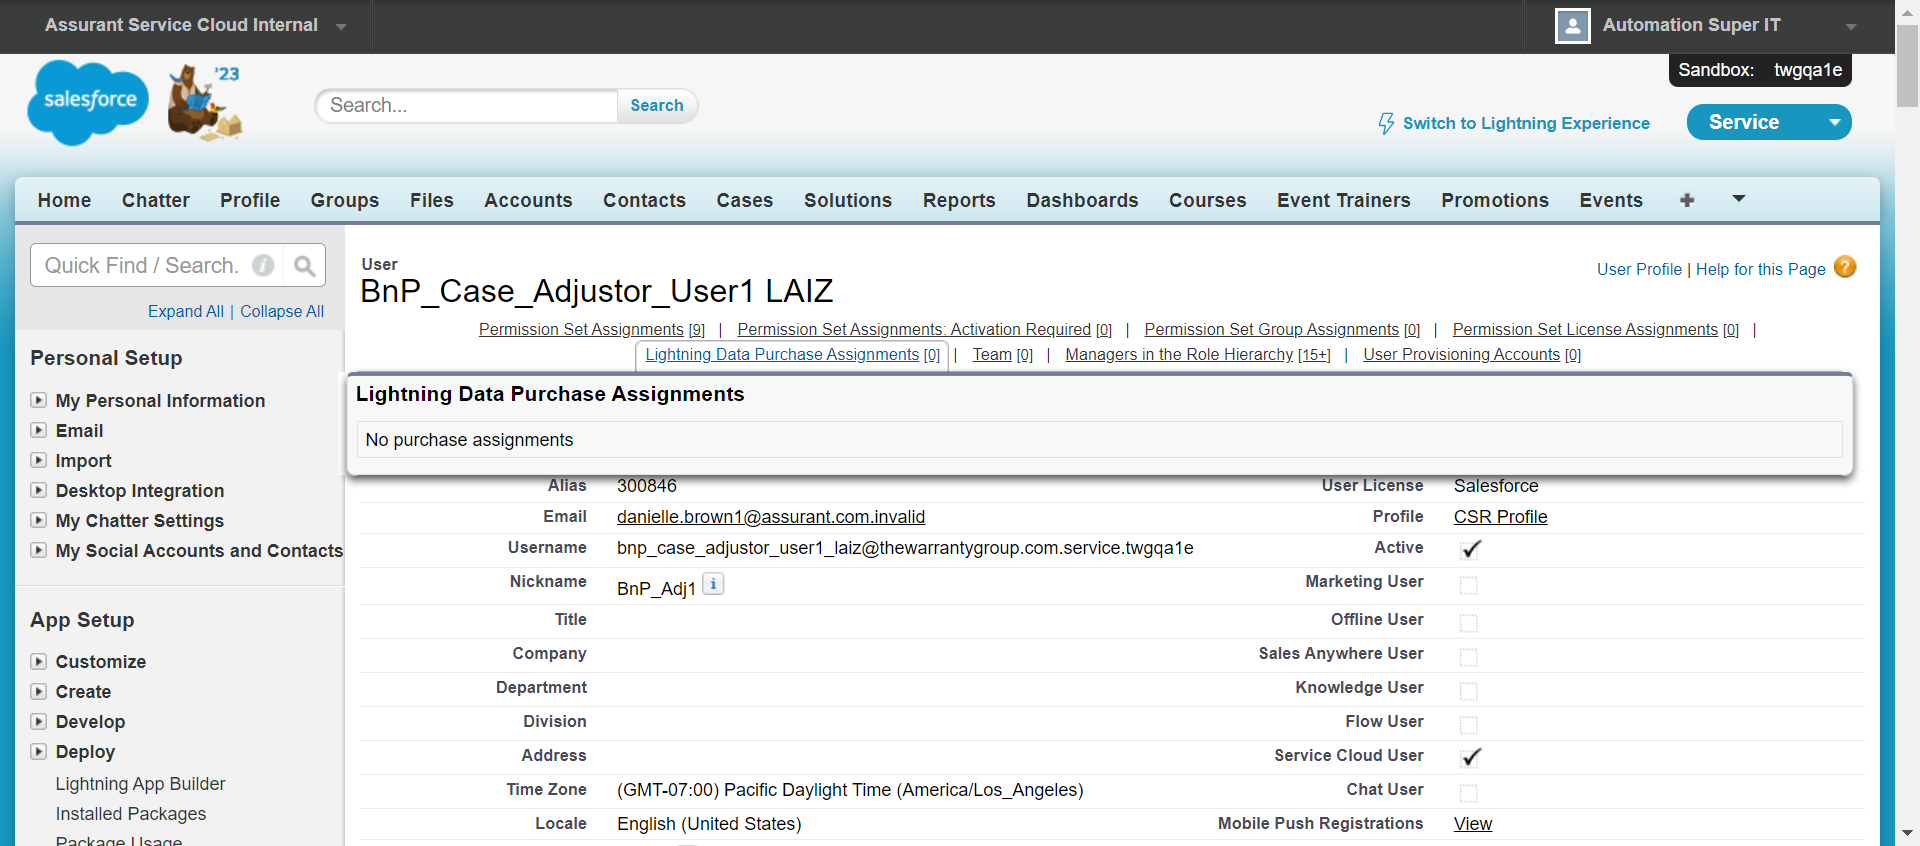 Assurant Service Cloud Internal
Automation Super IT
Sandbox: twgqa1e
salesforce
'23
Search...
Search
Switch to Lightning Experience
Service
Home Chatter Profile Groups Files Accounts Contacts Cases Solutions Reports Dashboards Courses Event Trainers Promotions Events
Quick Find / Search.
Expand All | Collapse All
Personal Setup
My Personal Information
Email
Import
Desktop Integration
My Chatter Settings
My Social Accounts and Contacts
App Setup
Customize
Create
Develop
Deploy
Lightning App Builder
Installed Packages
Package Usage
User
BnP_Case_Adjustor_User1 LAIZ
User Profile | Help for this Page ?
Permission Set Assignments [9] | Permission Set Assignments: Activation Required [0] | Permission Set Group Assignments [0] | Permission Set License Assignments [0] |
Lightning Data Purchase Assignments [0] | Team [0] | Managers in the Role Hierarchy [15+] | User Provisioning Accounts [0]
Lightning Data Purchase Assignments
No purchase assignments
Alias 300846 User License Salesforce
Email danielle.brown1@assurant.com.invalid Profile CSR Profile
Username bnp_case_adjustor_user1_laiz@thewarrantygroup.com.service.twgqa1e Active
Nickname BnP_Adj1 i Marketing User
Title Offline User
Company Sales Anywhere User
Department Knowledge User
Division Flow User
Address Service Cloud User
Time Zone (GMT-07:00) Pacific Daylight Time (America/Los_Angeles) Chat User
Locale English (United States) Mobile Push Registrations View